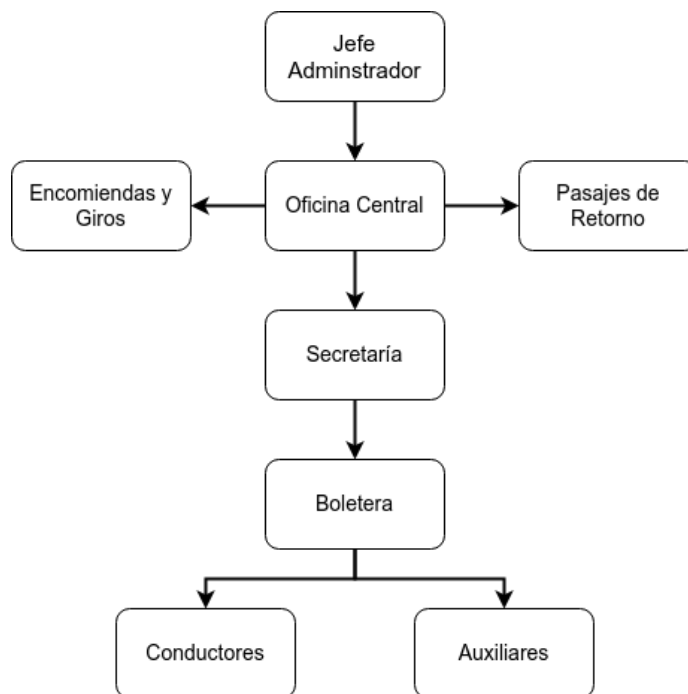 Jefe
Adminstrador
Encomiendas y
Giros
Oficina Central
Pasajes de
Retorno
Secretaría
Boletera
Conductores
Auxiliares